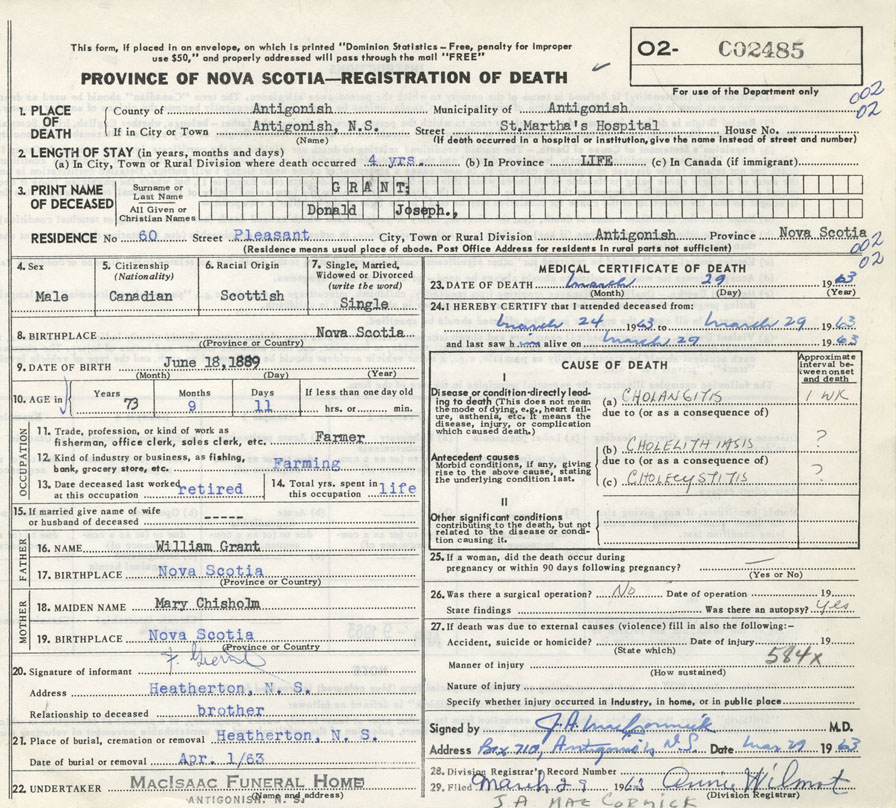 This form, if placed in an envelope, on which is printed "Dominion Statistics - Free, penalty for improper
use $50," and properly addressed will pass through the mail "FREE"
O2- C02485
PROVINCE OF NOVA SCOTIA—REGISTRATION OF DEATH
For use of the Department only
002
02
1. PLACE OF DEATH
County of Antigonish Municipality of Antigonish
If in City or Town Antigonish, N.S. Street St.Martha's Hospital House No.
(Name) (If death occurred in a hospital or institution, give the name instead of street and number)
2. LENGTH OF STAY (in years, months and days)
(a) In City, Town or Rural Division where death occurred 4 yrs. (b) In Province LIFE (c) In Canada (if immigrant)
3. PRINT NAME OF DECEASED
Surname or Last Name GRANT;
All Given or Christian Names Donald Joseph.,
RESIDENCE No 60 Street Pleasant City, Town or Rural Division Antigonish Province Nova Scotia
(Residence means usual place of abode. Post Office Address for residents in rural parts not sufficient)
002
02
4. Sex
Male
5. Citizenship
(Nationality)
Canadian
6. Racial Origin
Scottish
7. Single, Married,
Widowed or Divorced
(write the word)
Single
8. BIRTHPLACE Nova Scotia
(Province or Country)
9. DATE OF BIRTH June 18,1889
(Month) (Day) (Year)
10. AGE in
Years 73
Months 9
Days 11
If less than one day old
hrs. or min.
OCCUPATION
11. Trade, profession, or kind of work as
fisherman, office clerk, sales clerk, etc. Farmer
12. Kind of industry or business, as fishing,
bank, grocery store, etc. Farming
13. Date deceased last worked
at this occupation retired
14. Total yrs. spent in
this occupation life
15. If married give name of wife
or husband of deceased -----
FATHER
16. NAME William Grant
17. BIRTHPLACE Nova Scotia
(Province or Country)
MOTHER
18. MAIDEN NAME Mary Chisholm
19. BIRTHPLACE Nova Scotia
(Province or Country
20. Signature of informant
Address Heatherton, N. S.
Relationship to deceased brother
21. Place of burial, cremation or removal Heatherton, N. S.
Date of burial or removal Apr. 1/63
22. UNDERTAKER MacIsaac Funeral Home
ANTIGONISH, N. S.
(Name and address)
MEDICAL CERTIFICATE OF DEATH
23. DATE OF DEATH March 29 1963
(Month) (Day) (Year)
24. I HEREBY CERTIFY that I attended deceased from:
March 24 1963 to March 29 1963
and last saw h im alive on March 29 1963
CAUSE OF DEATH
Approximate
interval be-
tween onset
and death
I
Disease or condition-directly lead-
ing to death (This does not mean
the mode of dying, e.g., heart fail-
ure, asthenia, etc. It means the
disease, injury, or complication
which caused death.)
(a) CHOLANGITIS 1 WK
due to (or as a consequence of)
Antecedent causes
Morbid conditions, if any, giving
rise to the above cause, stating
the underlying condition last.
(b) CHOLELITHIASIS ?
due to (or as a consequence of)
(c) CHOLECYSTITIS ?
II
Other significant conditions
contributing to the death, but not
related to the disease or condi-
tion causing it.
25. If a woman, did the death occur during
pregnancy or within 90 days following pregnancy? —
(Yes or No)
26. Was there a surgical operation? No Date of operation 19
State findings Was there an autopsy? Yes
27. If death was due to external causes (violence) fill in also the following:-
Accident, suicide or homicide? Date of injury 19
(State which)
584x
Manner of injury
(How sustained)
Nature of injury
Specify whether injury occurred in Industry, in home, or in public place
Signed by J.A. MacCormick M.D.
Address Box 710, Antigonish N.S. Date Mar 29 1963
28. Division Registrar's Record Number
29. Filed March 29 1963 Anne Wilmot
(Division Registrar)
J.A. MACCORMICK